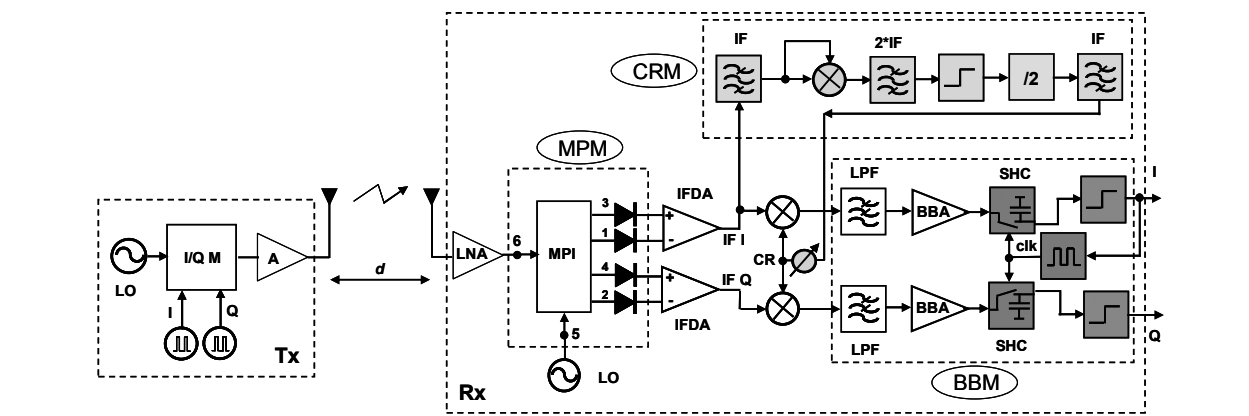 IF
2*IF
IF
CRM
/2
MPM
LPF
SHC
I
3
IFDA
+
BBA
1
-
IF I
6
LNA
MPI
clk
I/Q M
A
d
CR
4
IF Q
+
LO
2
-
BBA
I
Q
IFDA
5
Q
LPF
SHC
Tx
LO
Rx
BBM